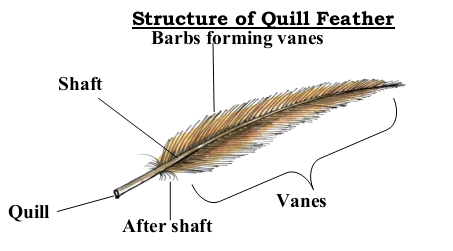 Structure of Quill Feather
Barbs forming vanes
Shaft
Vanes
Quill
After shaft